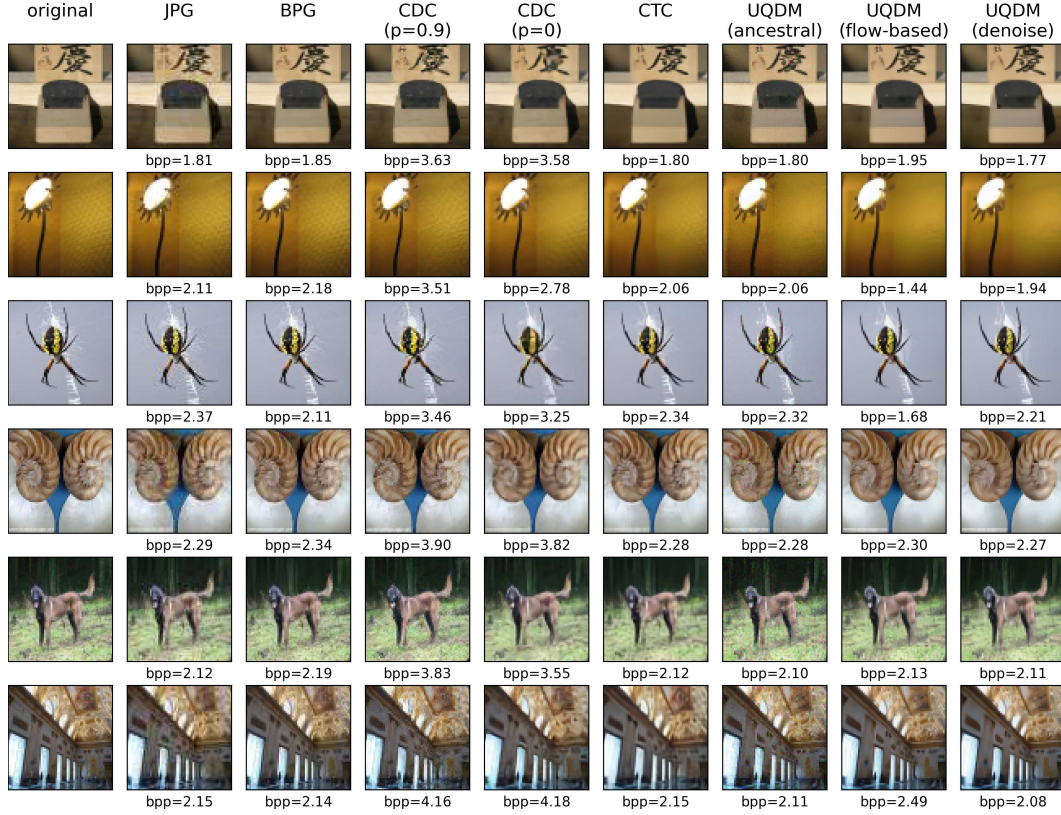 original JPG BPG CDC (p=0.9) CDC (p=0) CTC UQDM (ancestral) UQDM (flow-based) UQDM (denoise)
慶 慶 慶 慶 慶 慶 慶 慶 慶
bpp=1.81 bpp=1.85 bpp=3.63 bpp=3.58 bpp=1.80 bpp=1.80 bpp=1.95 bpp=1.77
bpp=2.11 bpp=2.18 bpp=3.51 bpp=2.78 bpp=2.06 bpp=2.06 bpp=1.44 bpp=1.94
bpp=2.37 bpp=2.11 bpp=3.46 bpp=3.25 bpp=2.34 bpp=2.32 bpp=1.68 bpp=2.21
bpp=2.29 bpp=2.34 bpp=3.90 bpp=3.82 bpp=2.28 bpp=2.28 bpp=2.30 bpp=2.27
bpp=2.12 bpp=2.19 bpp=3.83 bpp=3.55 bpp=2.12 bpp=2.10 bpp=2.13 bpp=2.11
bpp=2.15 bpp=2.14 bpp=4.16 bpp=4.18 bpp=2.15 bpp=2.11 bpp=2.49 bpp=2.08